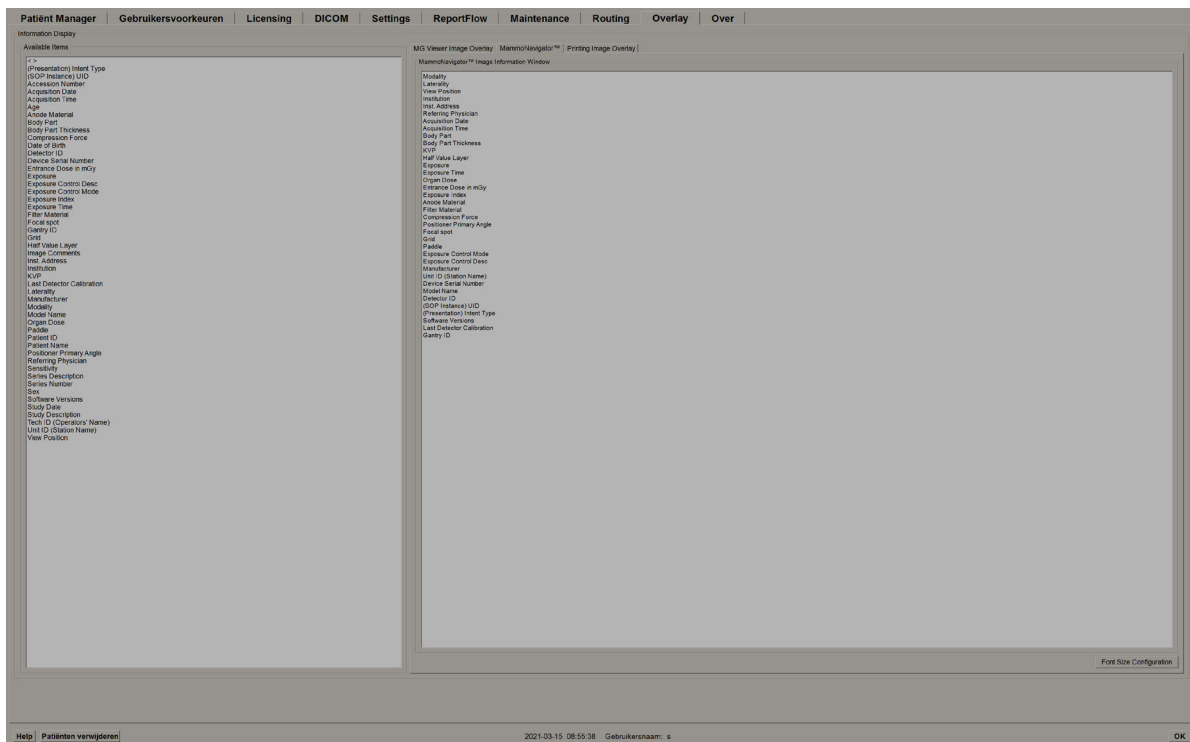 Patiënt Manager Gebruikersvoorkeuren Licensing DICOM Settings ReportFlow Maintenance Routing Overlay Over
Information Display
Available Items
< >
(Presentation) Intent Type
(SOP Instance) UID
Accession Number
Acquisition Date
Acquisition Time
Age
Anode Material
Body Part
Body Part Thickness
Compression Force
Date of Birth
Detector ID
Device Serial Number
Entrance Dose in mGy
Exposure
Exposure Control Desc
Exposure Control Mode
Exposure Index
Exposure Time
Filter Material
Focal spot
Gantry ID
Grid
Half Value Layer
Image Comments
Inst. Address
Institution
KVP
Last Detector Calibration
Laterality
Manufacturer
Modality
Model Name
Organ Dose
Paddle
Patient ID
Patient Name
Positioner Primary Angle
Referring Physician
Sensitivity
Series Description
Series Number
Sex
Software Versions
Study Date
Study Description
Tech ID (Operators' Name)
Unit ID (Station Name)
View Position
MG Viewer Image Overlay MammoNavigator™ Printing Image Overlay
MammoNavigator™ Image Information Window
Modality
Laterality
View Position
Institution
Inst. Address
Referring Physician
Acquisition Date
Acquisition Time
Body Part
Body Part Thickness
KVP
Half Value Layer
Exposure
Exposure Time
Organ Dose
Entrance Dose in mGy
Exposure Index
Anode Material
Filter Material
Compression Force
Positioner Primary Angle
Focal spot
Grid
Paddle
Exposure Control Mode
Exposure Control Desc
Manufacturer
Unit ID (Station Name)
Device Serial Number
Model Name
Detector ID
(SOP Instance) UID
(Presentation) Intent Type
Software Versions
Last Detector Calibration
Gantry ID
Font Size Configuration
Help Patiënten verwijderen 2021-03-15 08:55:38 Gebruikersnaam: s OK